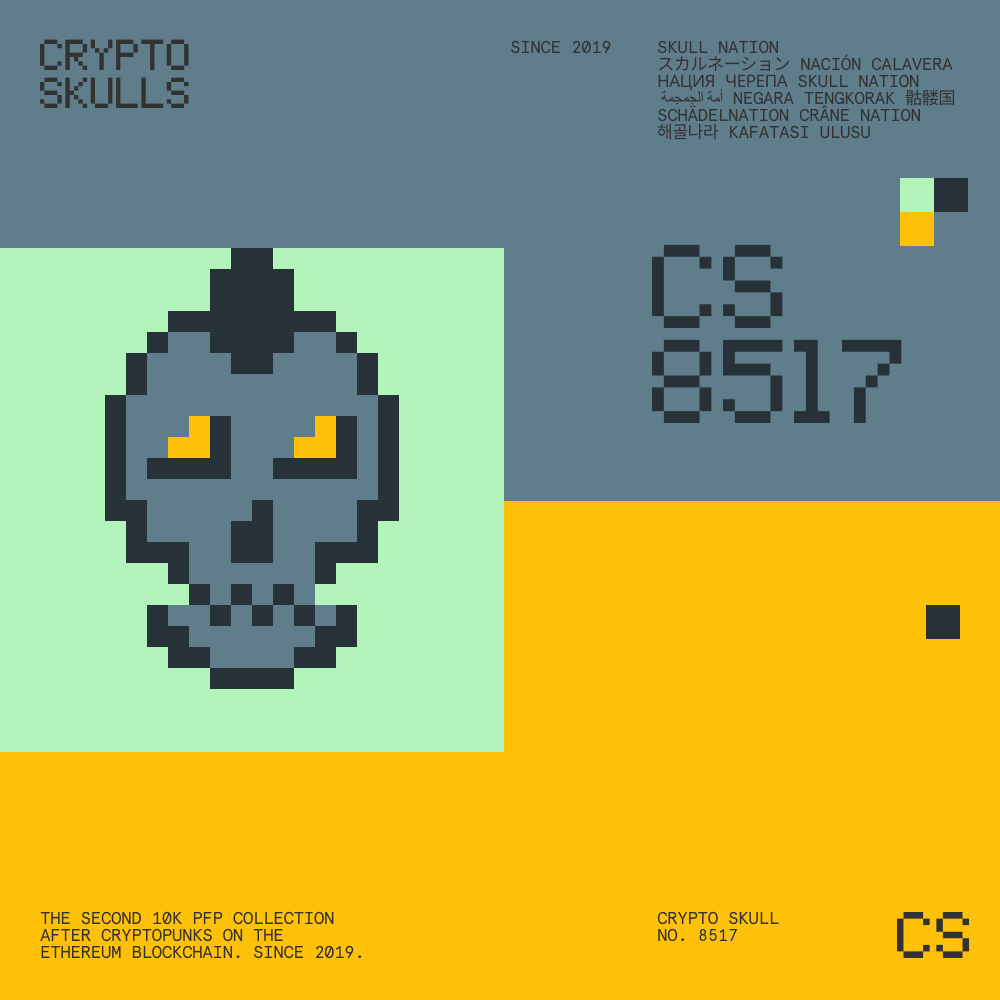 CRYPTO
SKULLS
SINCE 2019
SKULL NATION
スカルネーション NACIÓN CALAVERA
НАЦИЯ ЧЕРЕПА SKULL NATION
أمة الجمجمة NEGARA TENGKORAK 骷髅国
SCHÄDELNATION CRÂNE NATION
해골나라 KAFATASI ULUSU
CS
8517
THE SECOND 10K PFP COLLECTION
AFTER CRYPTOPUNKS ON THE
ETHEREUM BLOCKCHAIN. SINCE 2019.
CRYPTO SKULL
NO. 8517
CS